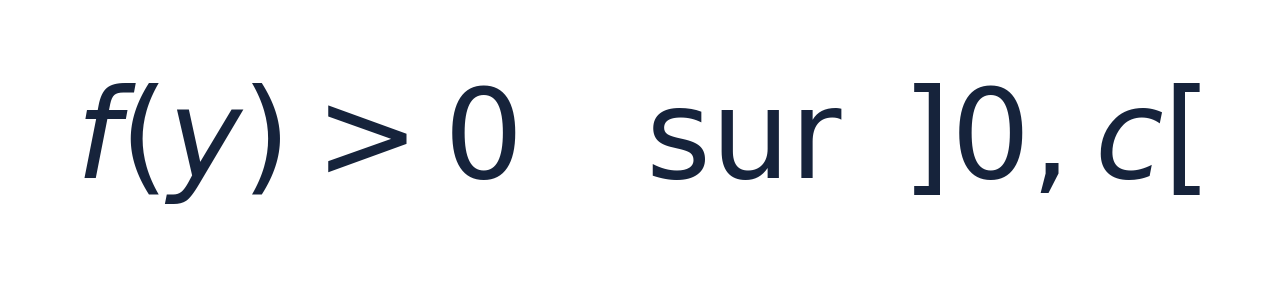 f(y) > 0 sur ]0, c[